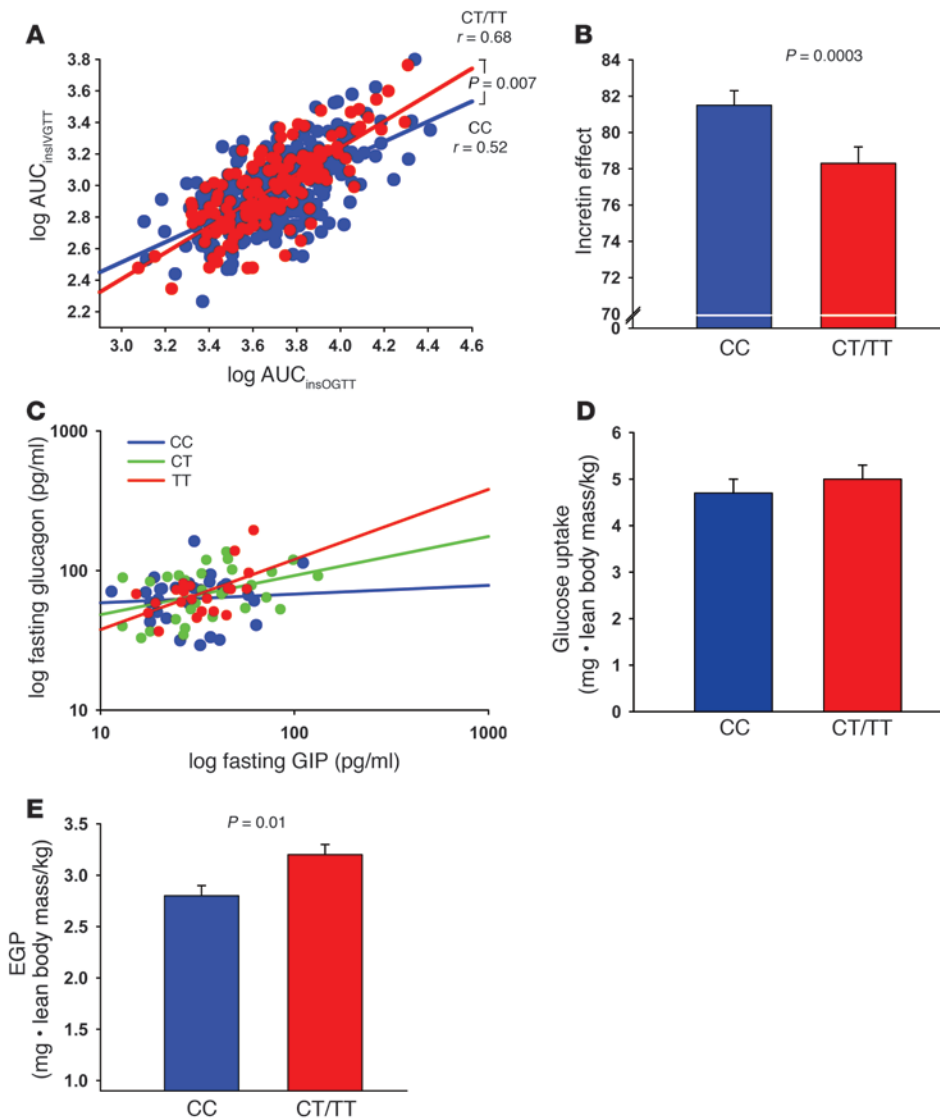 A
CT/TT
r = 0.68
P = 0.007
CC
r = 0.52
3.8
3.6
3.4
3.2
3.0
2.8
2.6
2.4
2.2
log AUCinsIVGTT
3.0 3.2 3.4 3.6 3.8 4.0 4.2 4.4 4.6
log AUCinsOGTT
B
P = 0.0003
84
82
80
78
76
74
72
70
0
Incretin effect
CC CT/TT
C
CC
CT
TT
1000
100
10
log fasting glucagon (pg/ml)
10 100 1000
log fasting GIP (pg/ml)
D
6
5
4
3
2
1
0
Glucose uptake
(mg • lean body mass/kg)
CC CT/TT
E
P = 0.01
3.5
3.0
2.5
2.0
1.5
1.0
EGP
(mg • lean body mass/kg)
CC CT/TT